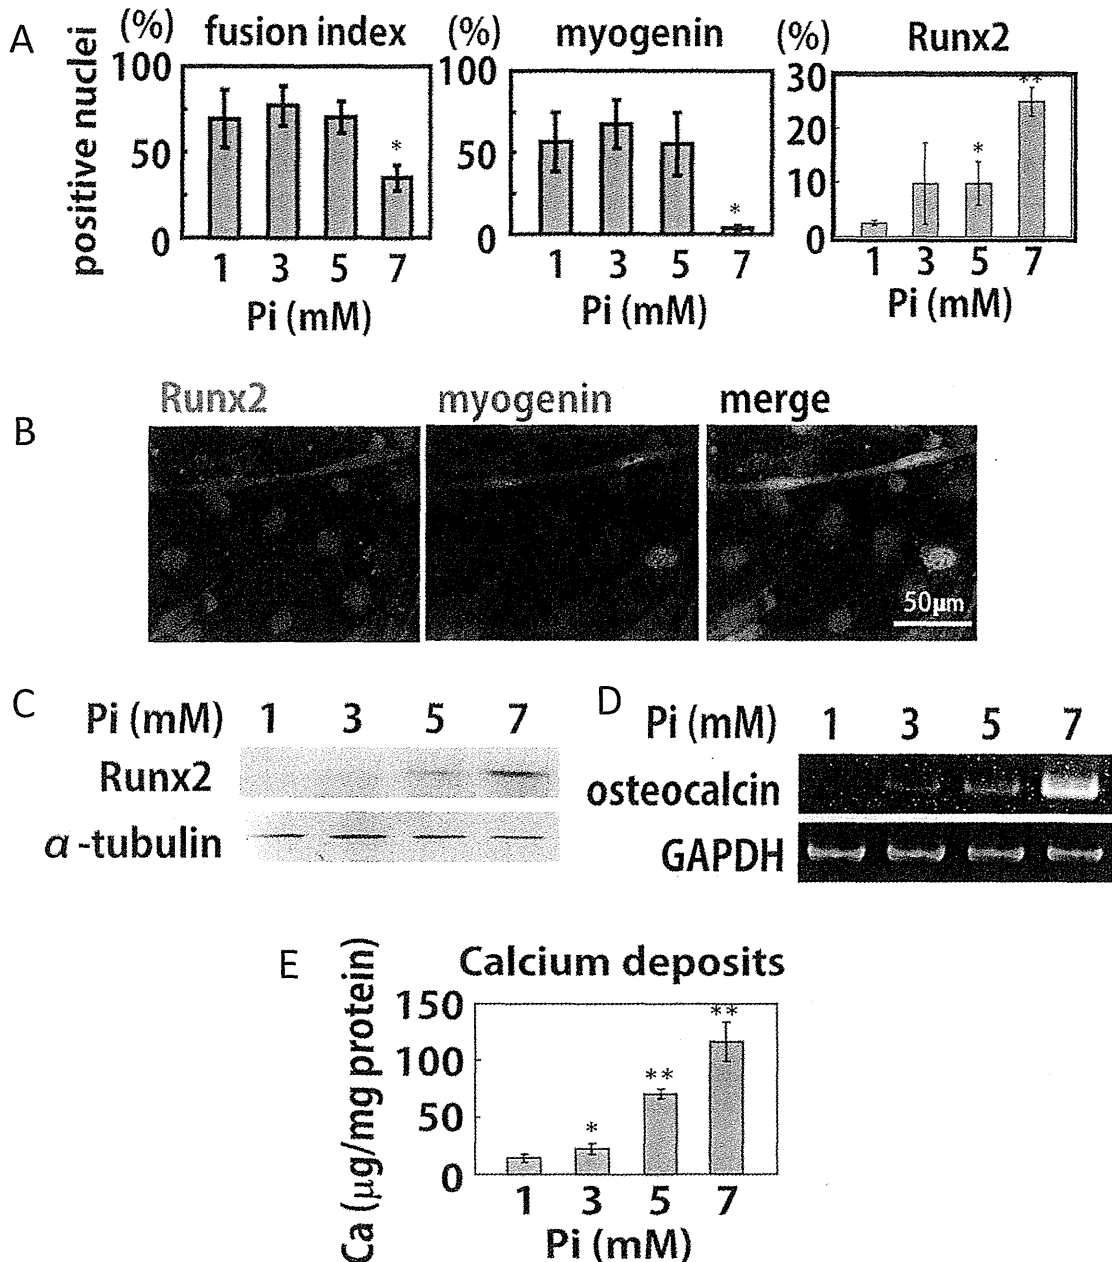 A
(%) fusion index
positive nuclei
100
50
0
*
1 3 5 7
Pi (mM)
(%) myogenin
100
50
0
*
1 3 5 7
Pi (mM)
(%) Runx2
30
20
10
0
*
**
1 3 5 7
Pi (mM)
B
Runx2 myogenin merge
50μm
C
Pi (mM) 1 3 5 7
Runx2
α-tubulin
D
Pi (mM) 1 3 5 7
osteocalcin
GAPDH
E
Calcium deposits
Ca (μg/mg protein)
150
100
50
0
*
**
**
1 3 5 7
Pi (mM)